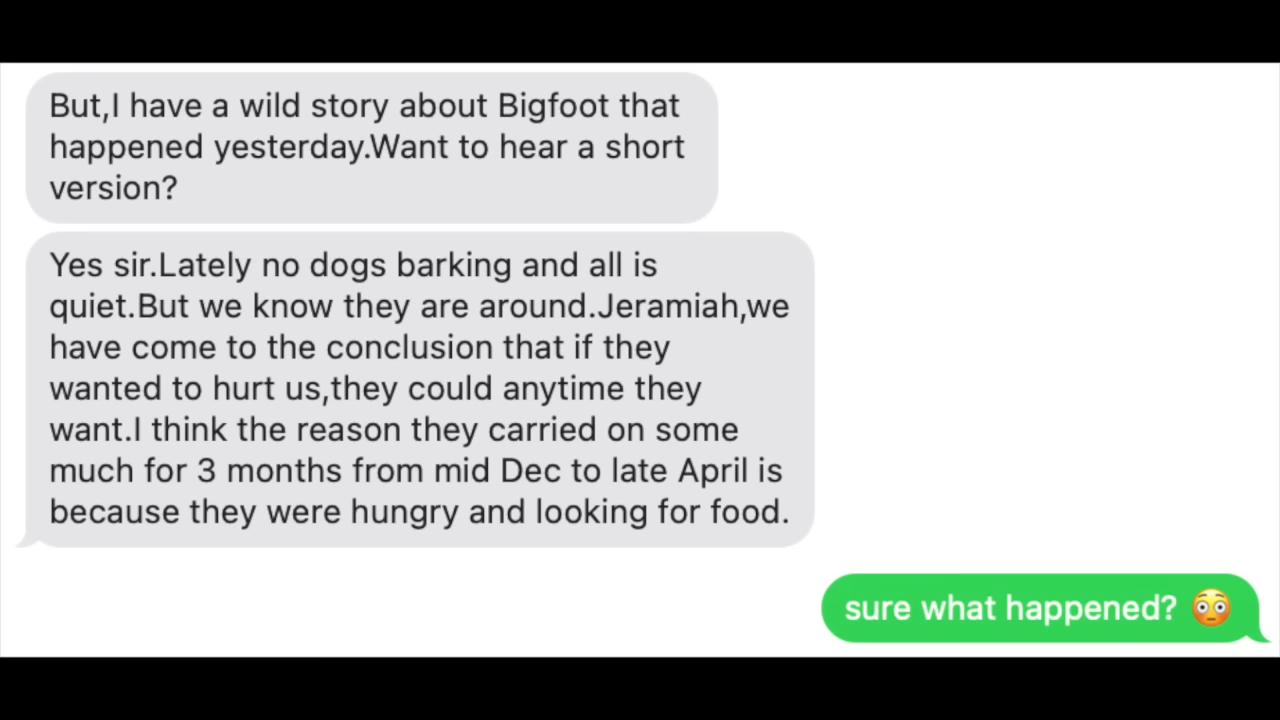 But,I have a wild story about Bigfoot that
happened yesterday.Want to hear a short
version?
Yes sir.Lately no dogs barking and all is
quiet.But we know they are around.Jeramiah,we
have come to the conclusion that if they
wanted to hurt us,they could anytime they
want.I think the reason they carried on some
much for 3 months from mid Dec to late April is
because they were hungry and looking for food.
sure what happened? 😳